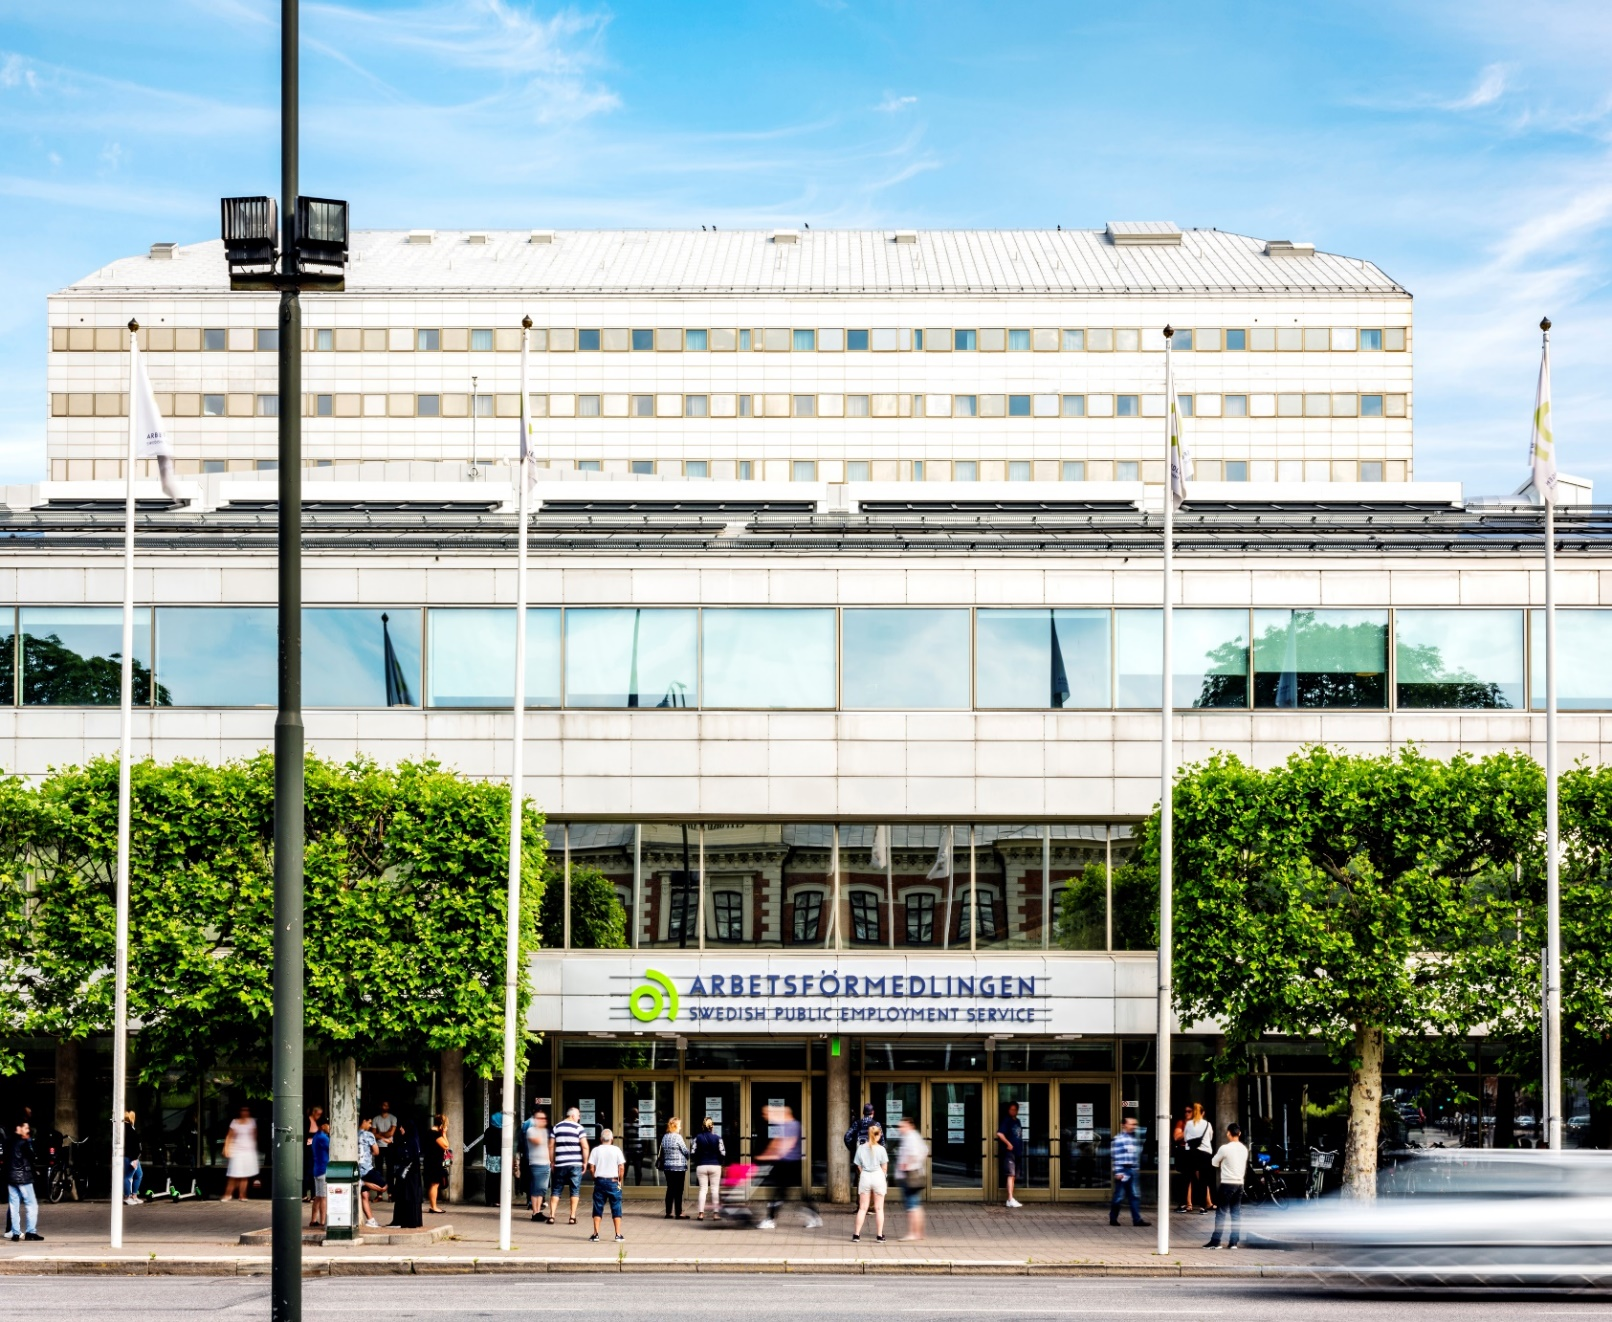 ARBETSFÖRMEDLINGEN
SWEDISH PUBLIC EMPLOYMENT SERVICE